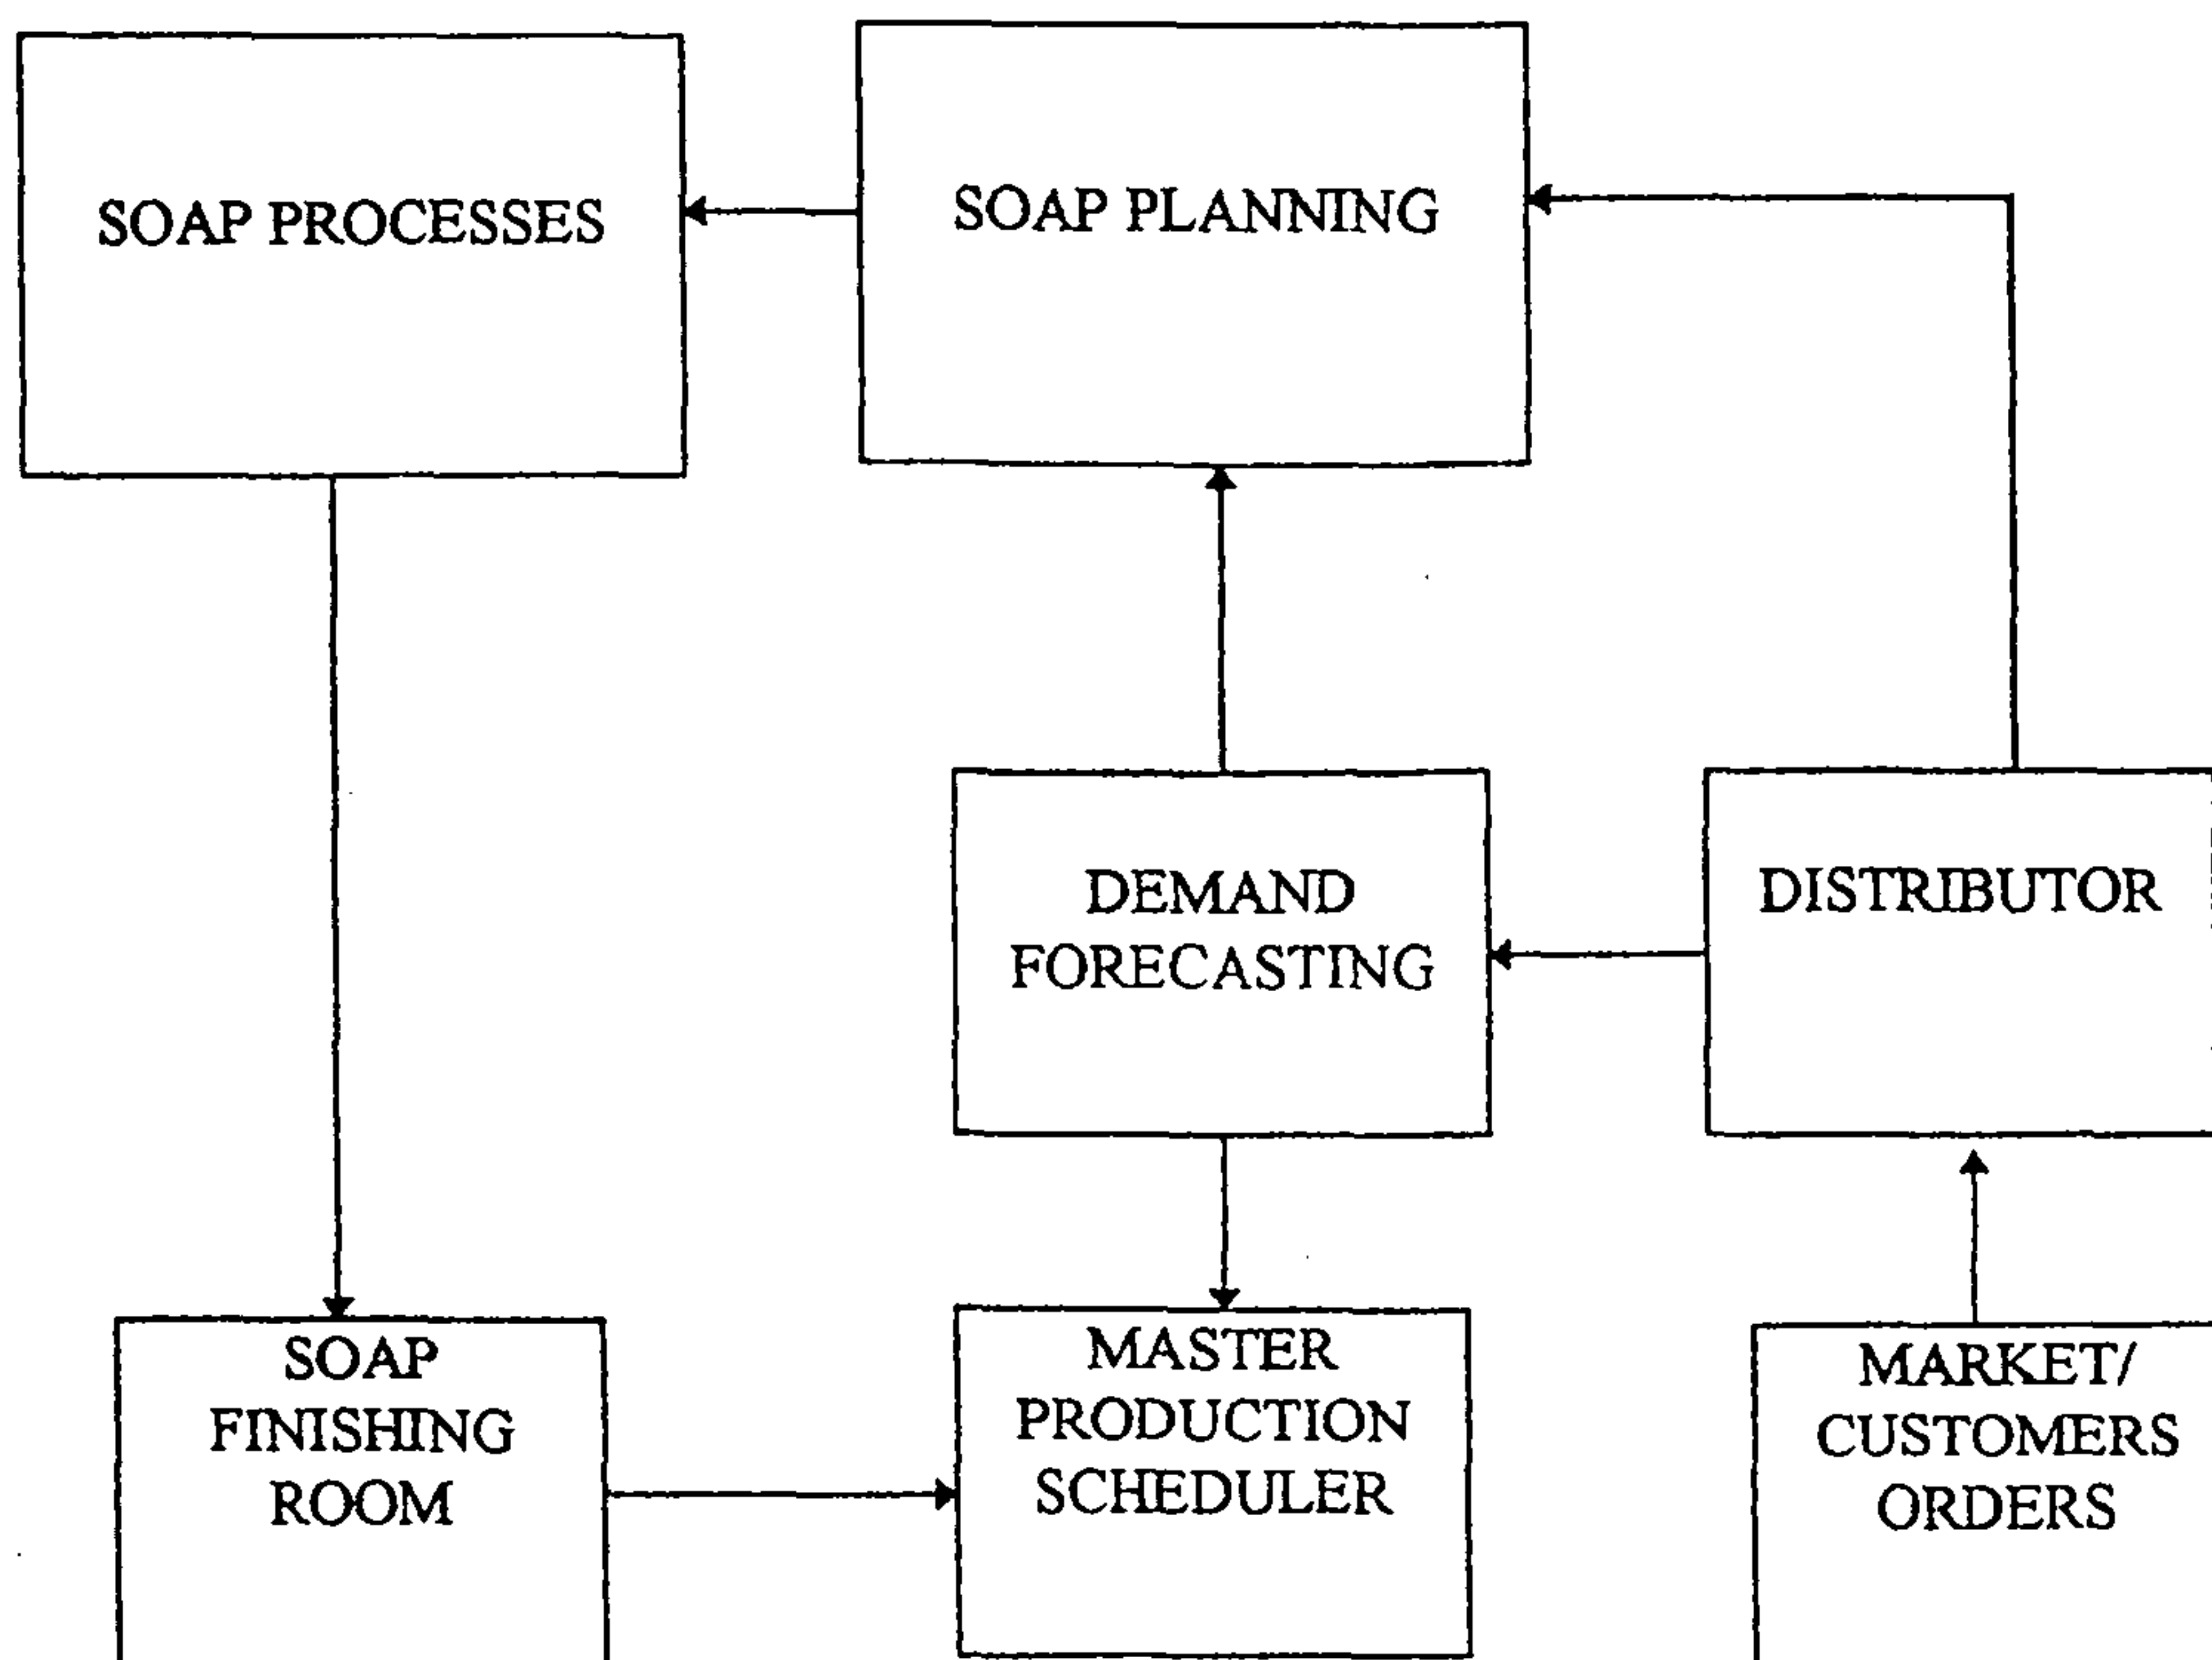 SOAP PROCESSES
SOAP PLANNING
DEMAND
FORECASTING
DISTRIBUTOR
SOAP
FINISHING
ROOM
MASTER
PRODUCTION
SCHEDULER
MARKET/
CUSTOMERS
ORDERS